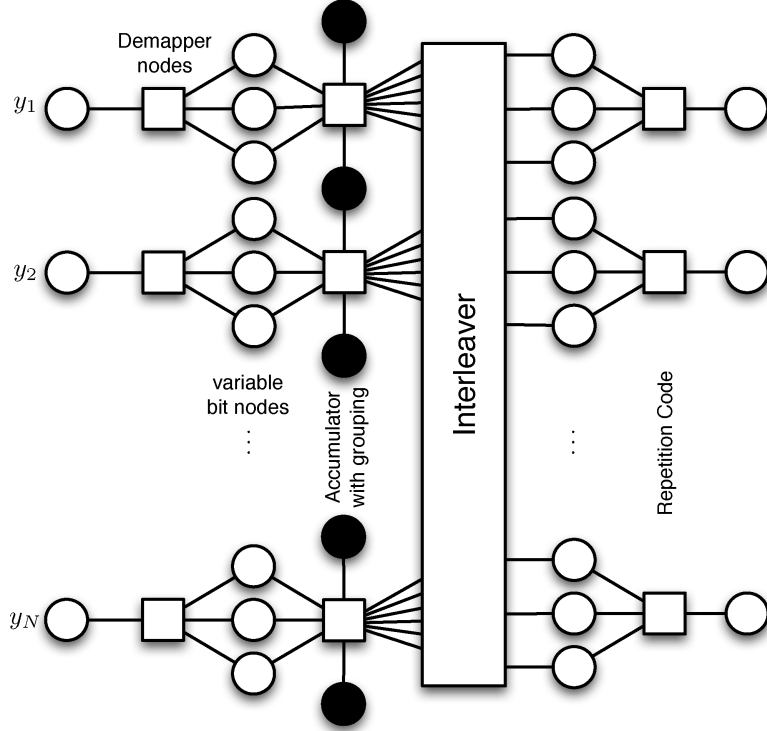 Demapper
nodes
y1
y2
variable
bit nodes
⋮
Accumulator
with grouping
Interleaver
⋮
Repetition Code
yN